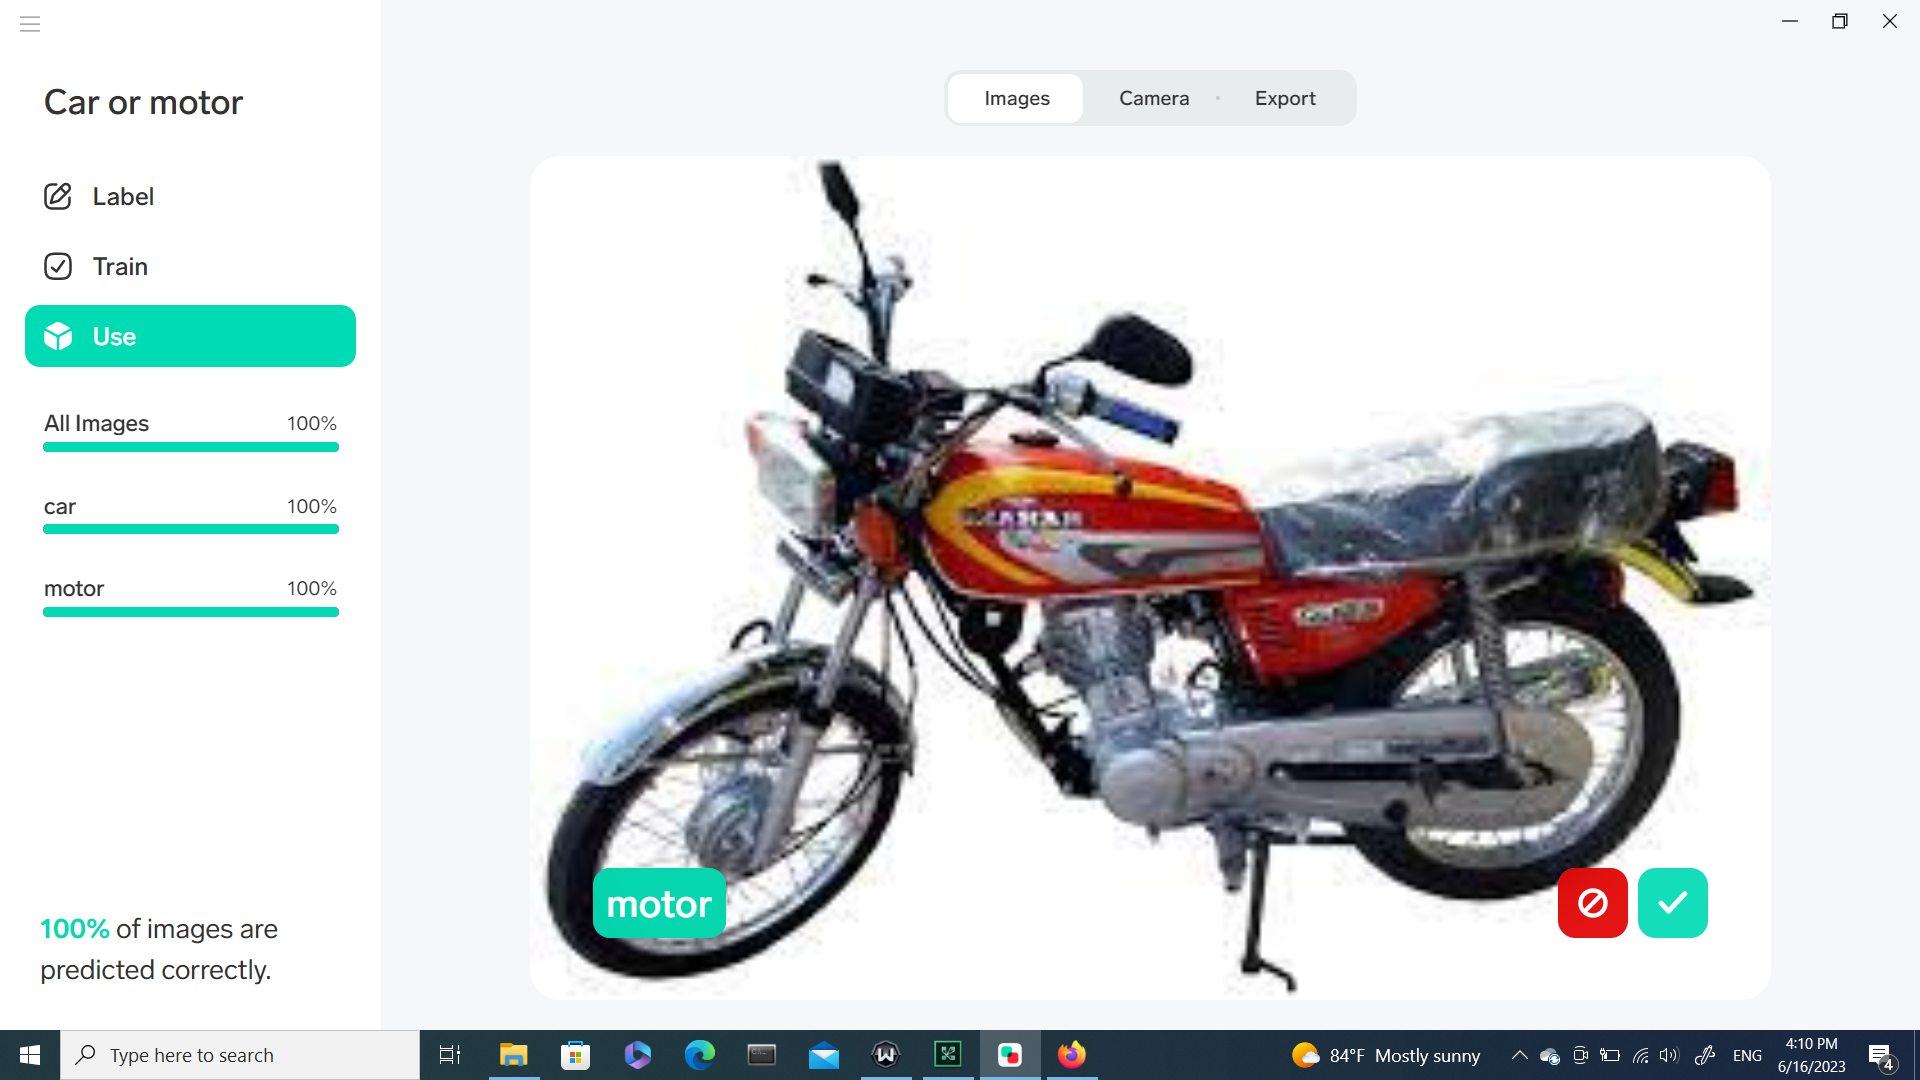 Car or motor
Label
Train
Use
All Images 100%
car 100%
motor 100%
100% of images are
predicted correctly.
Images Camera Export
motor
Type here to search
84°F Mostly sunny
ENG
4:10 PM
6/16/2023
4